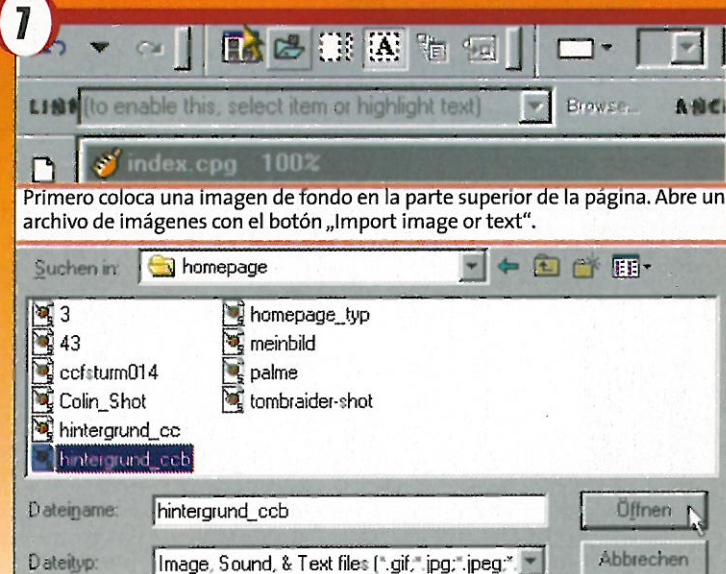 7
LINK (to enable this, select item or highlight text) Browse...
index.cpg 100%
Primero coloca una imagen de fondo en la parte superior de la página. Abre un
archivo de imágenes con el botón „Import image or text“.
Suchen in: homepage
3 homepage_typ
43 meinbild
ccfsturm014 palme
Colin_Shot tombraider-shot
hintergrund_cc
hintergrund_ccb
Dateiname: hintergrund_ccb Öffnen
Dateityp: Image, Sound, & Text files (*.gif;*.jpg;*.jpeg;*. Abbrechen